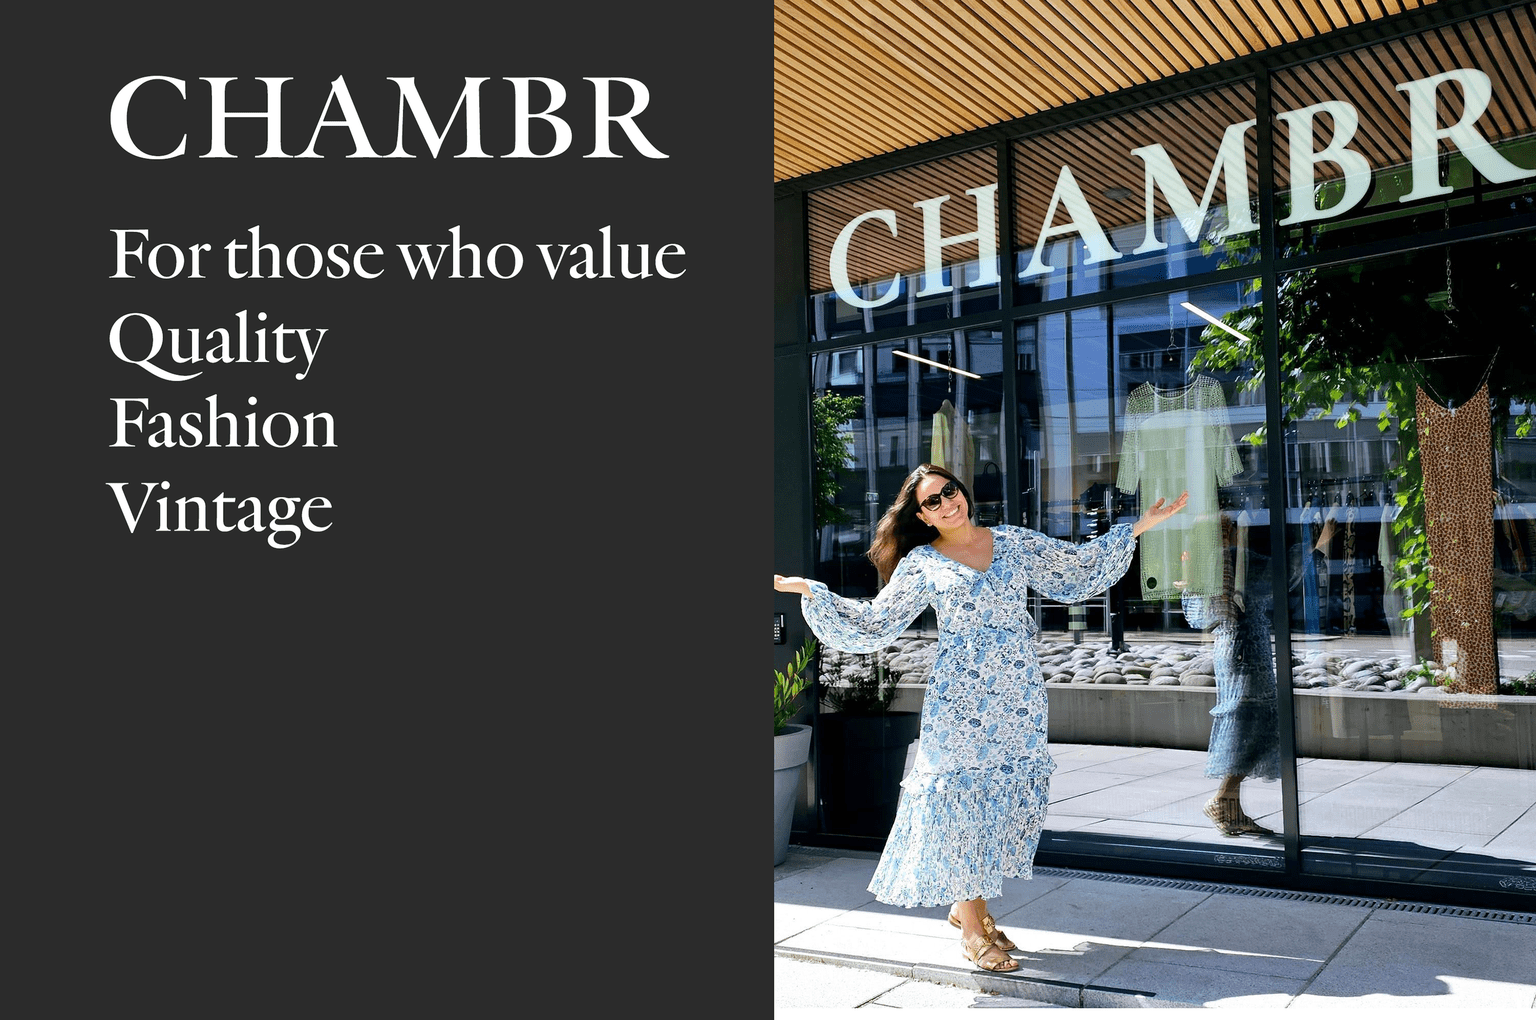 CHAMBR
For those who value
Quality
Fashion
Vintage
CHAMBR